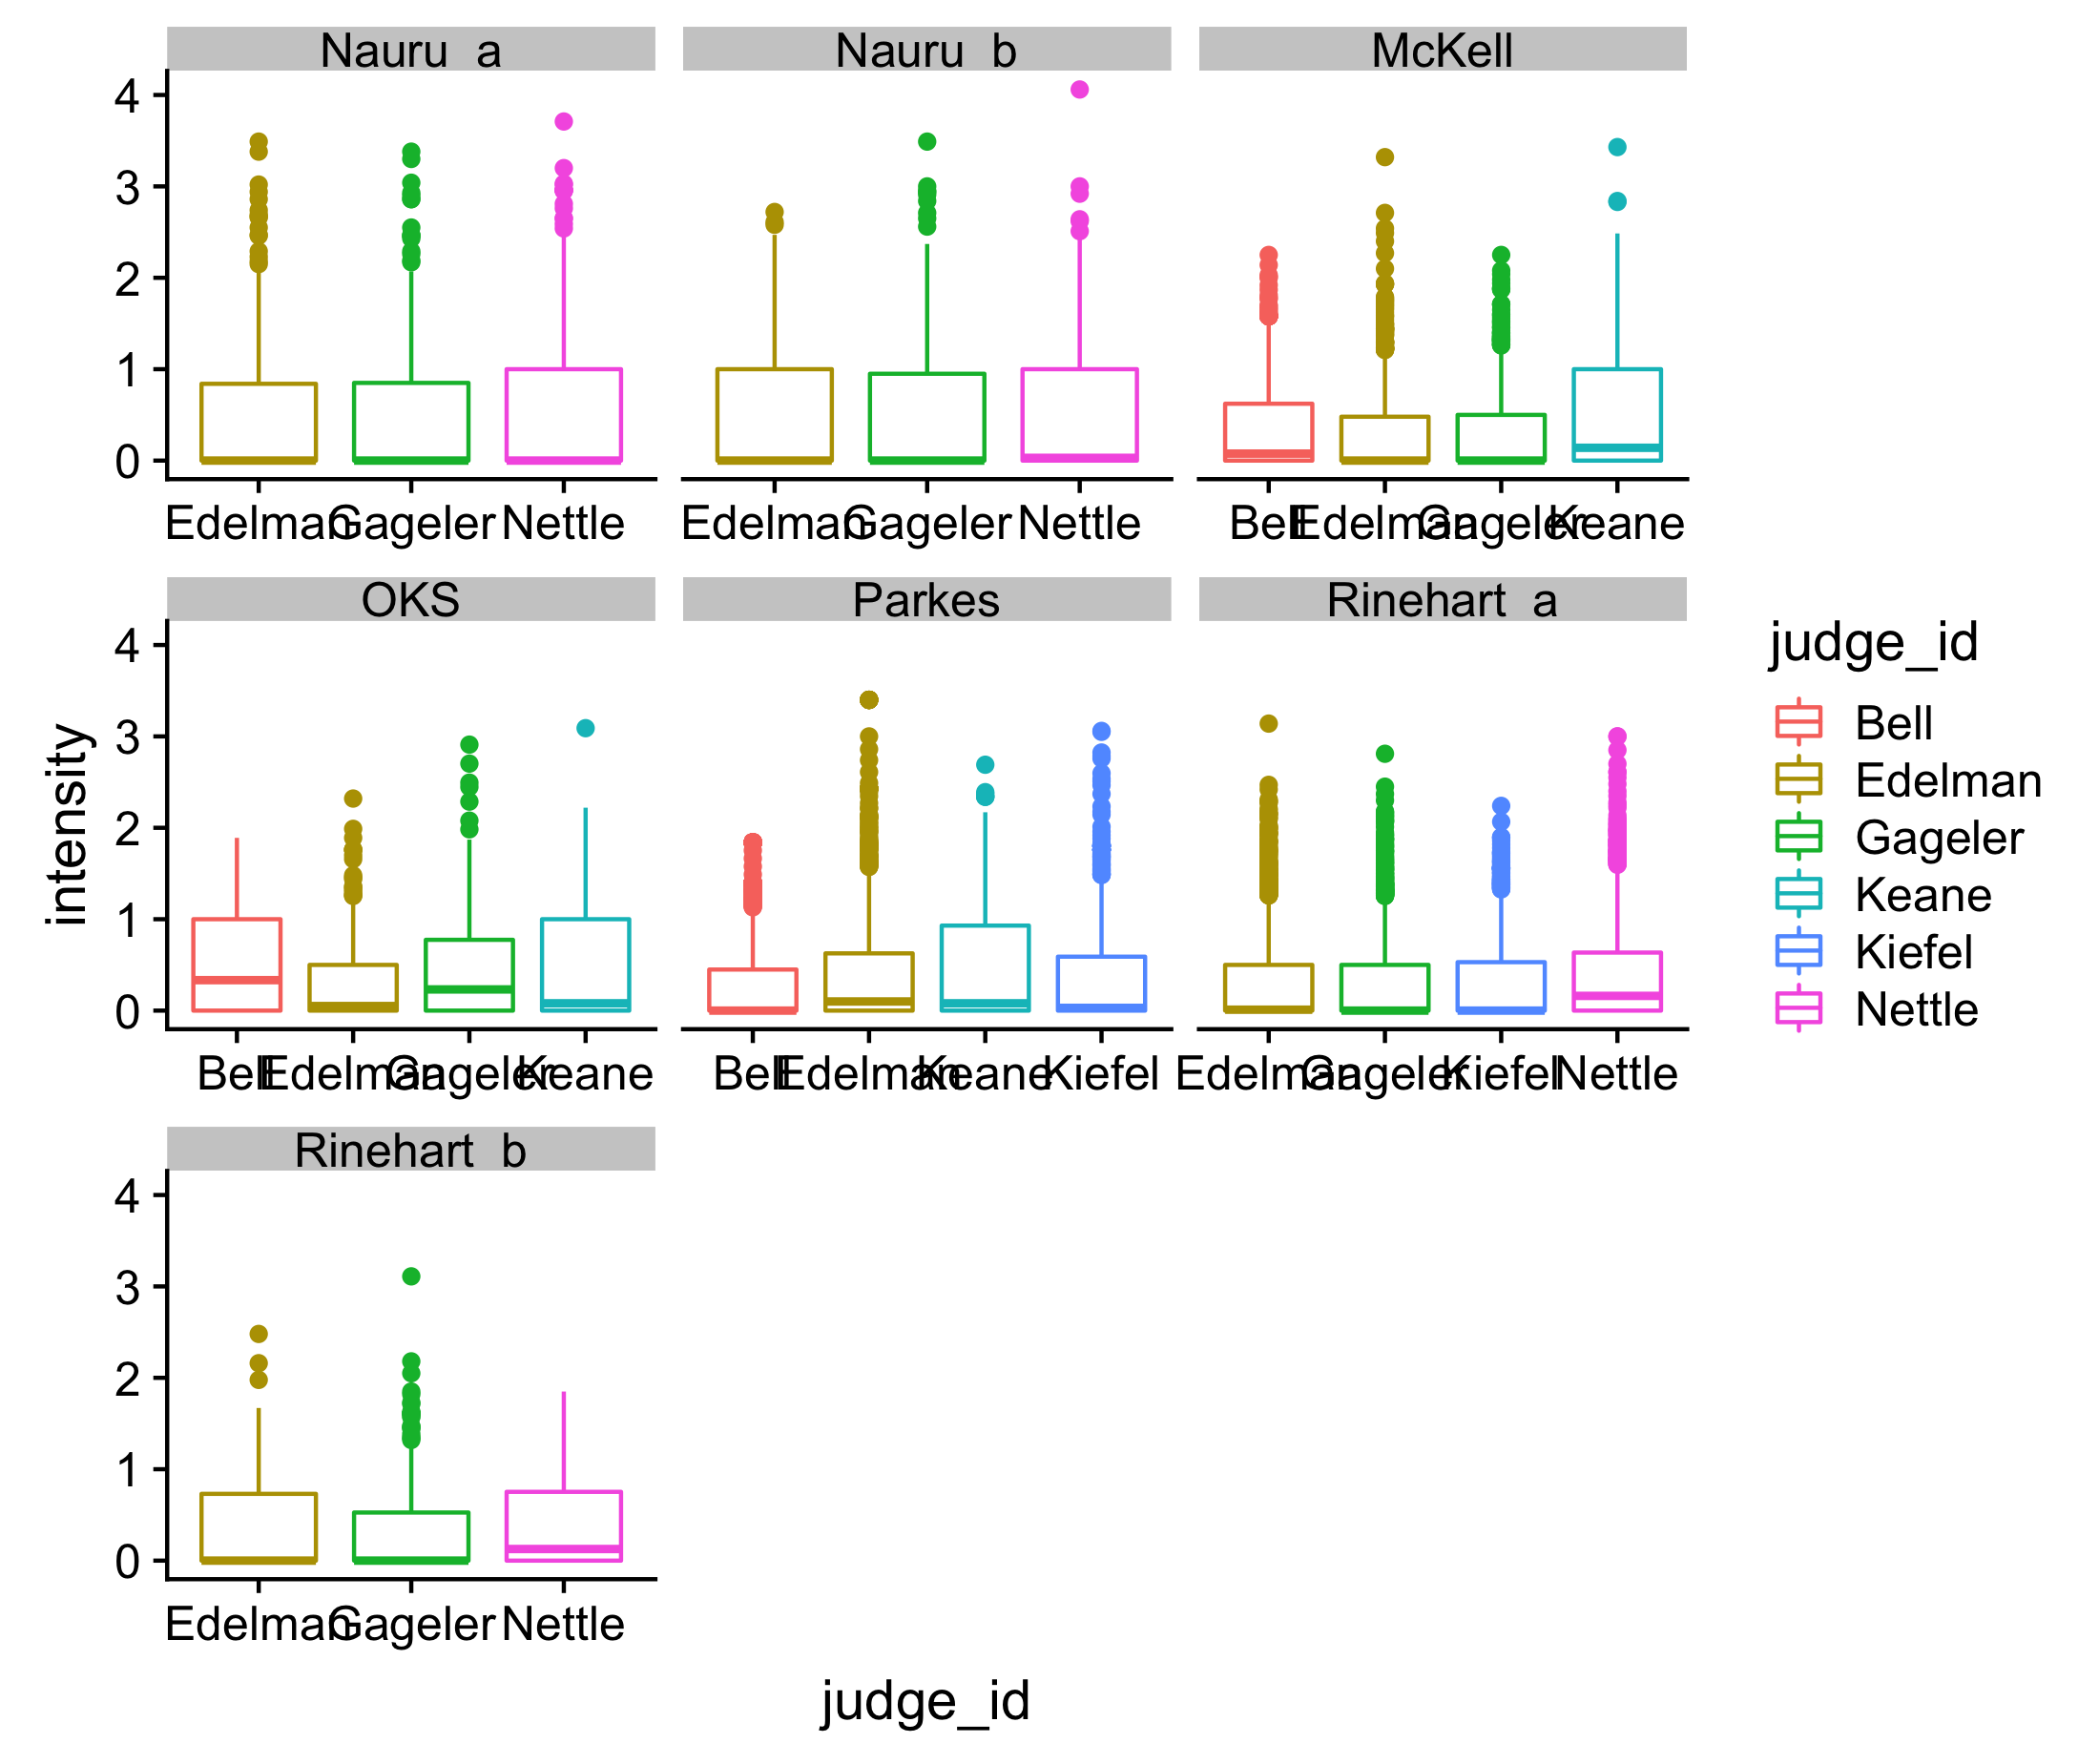 Nauru a
Nauru b
McKell
4
3
2
1
0
Edelman Gageler Nettle
Edelman Gageler Nettle
Bell Edelman Gageler Keane
OKS
Parkes
Rinehart a
4
3
2
1
0
Bell Edelman Gageler Keane
Bell Edelman Keane Kiefel
Edelman Gageler Kiefel Nettle
Rinehart b
4
3
2
1
0
Edelman Gageler Nettle
intensity
judge_id
judge_id
Bell
Edelman
Gageler
Keane
Kiefel
Nettle